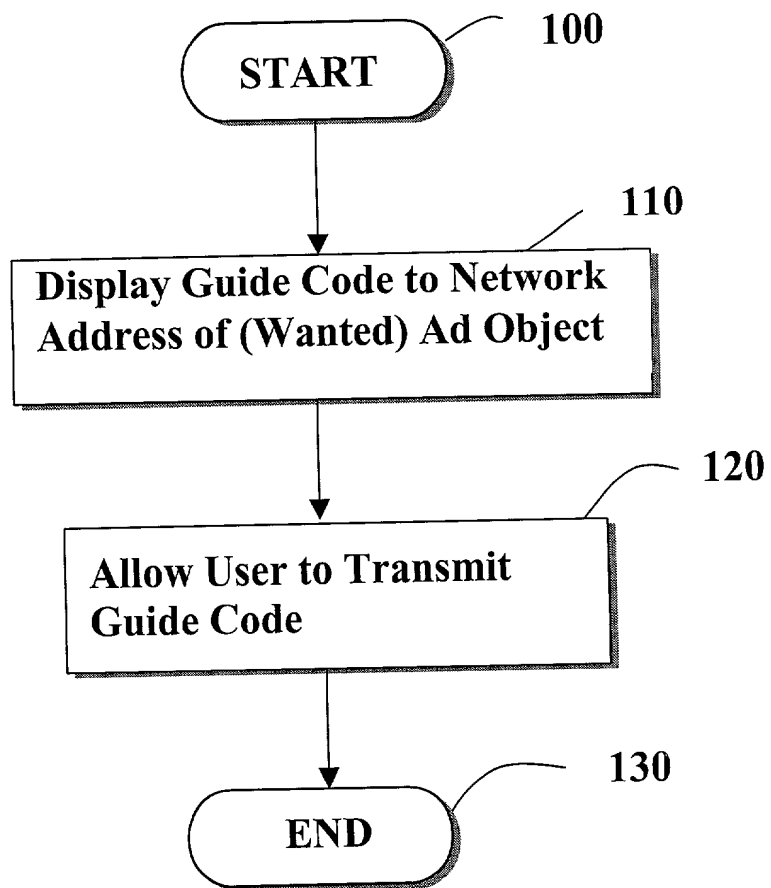 100
START
110
Display Guide Code to Network
Address of (Wanted) Ad Object
120
Allow User to Transmit
Guide Code
130
END